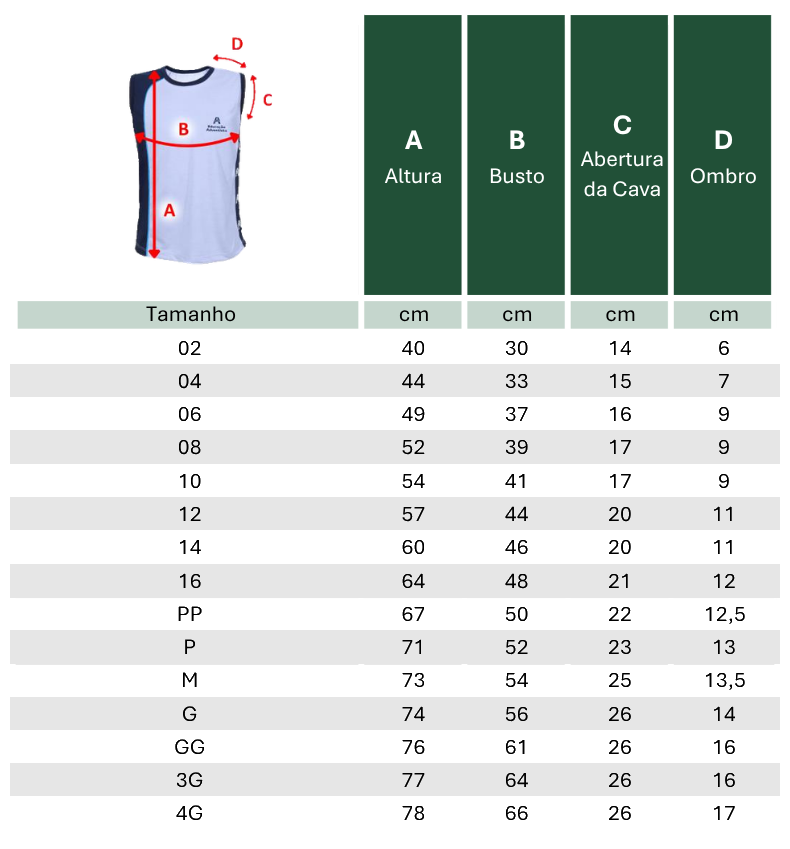 D
C
B
A
A
Altura
B
Busto
C
Abertura
da Cava
D
Ombro
Tamanho cm cm cm cm
02 40 30 14 6
04 44 33 15 7
06 49 37 16 9
08 52 39 17 9
10 54 41 17 9
12 57 44 20 11
14 60 46 20 11
16 64 48 21 12
PP 67 50 22 12,5
P 71 52 23 13
M 73 54 25 13,5
G 74 56 26 14
GG 76 61 26 16
3G 77 64 26 16
4G 78 66 26 17